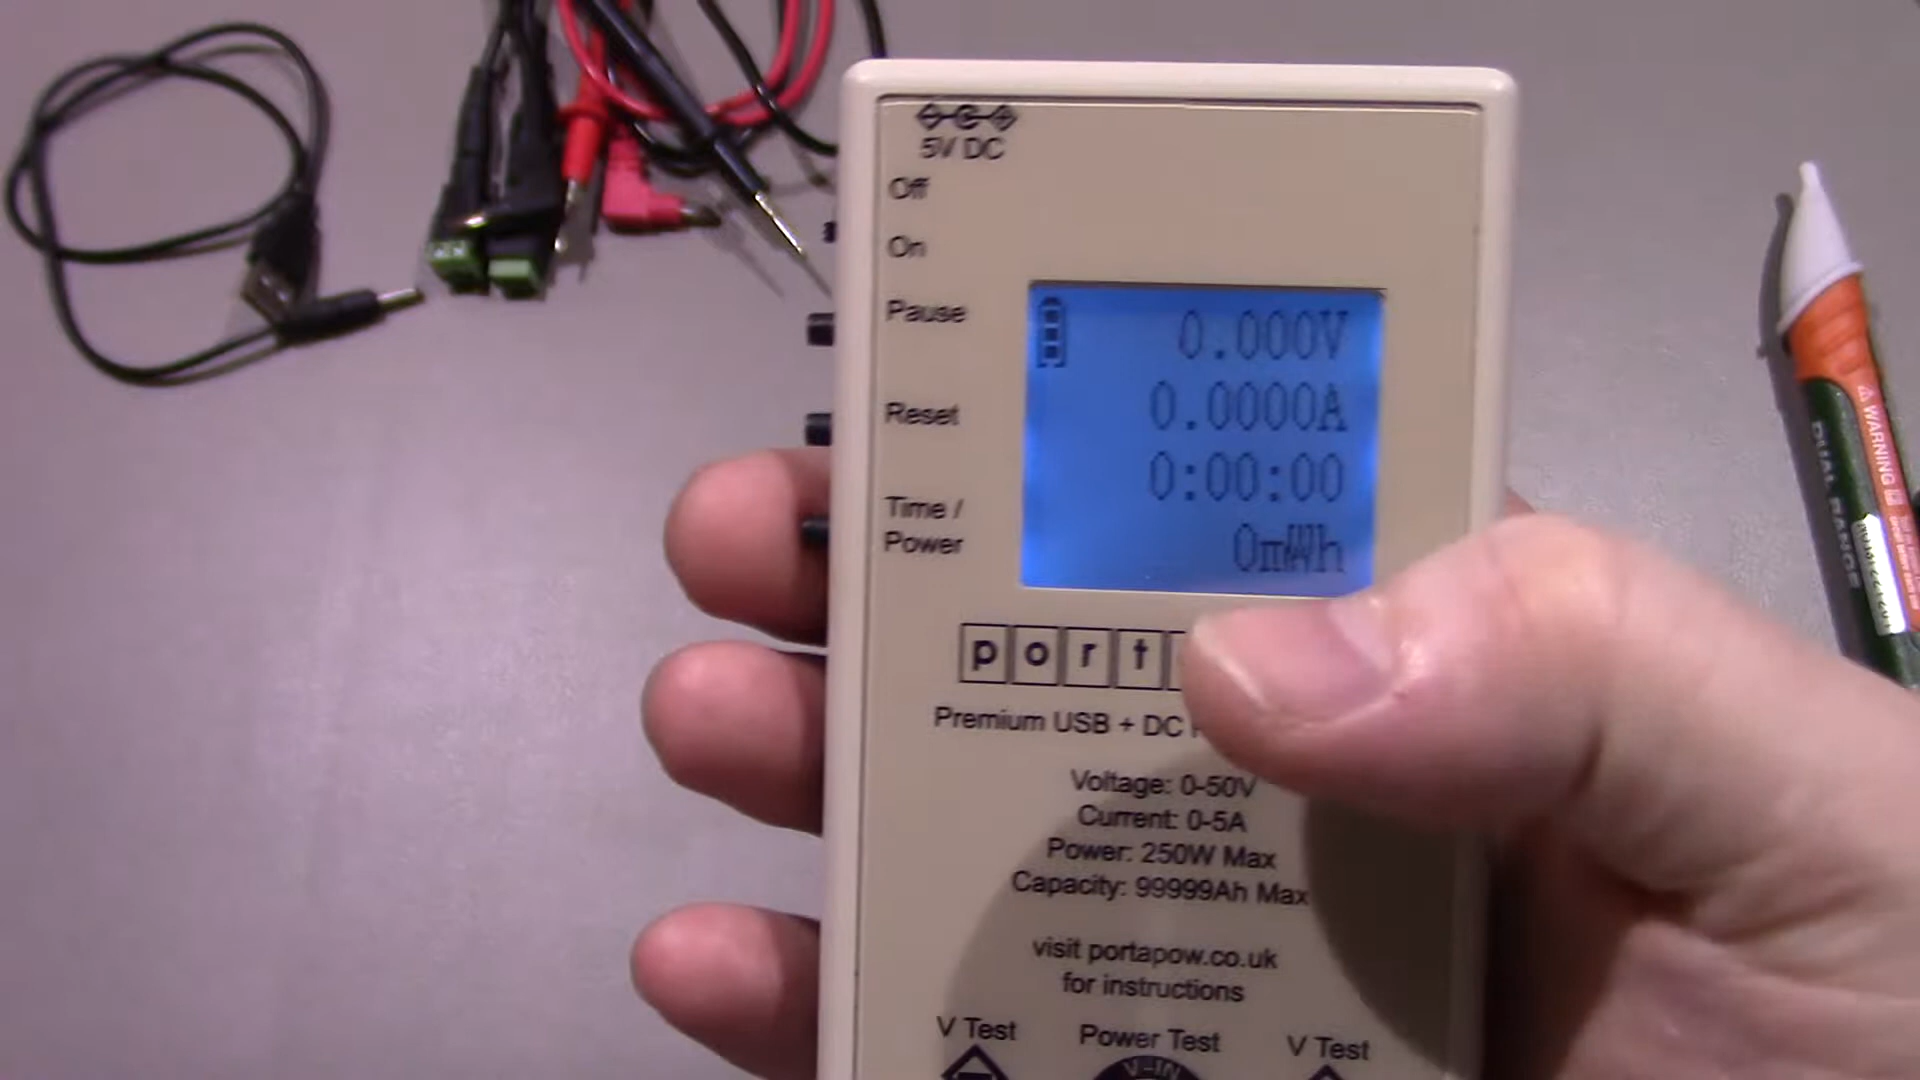 5V DC
Off
On
Pause
Reset
Time /
Power
0.000V
0.0000A
0:00:00
0mWh
port
Premium USB + DC
Voltage: 0-50V
Current: 0-5A
Power: 250W Max
Capacity: 99999Ah Max
visit portapow.co.uk
for instructions
V Test
Power Test
V Test
V-IN
WARNING
DUAL RANGE